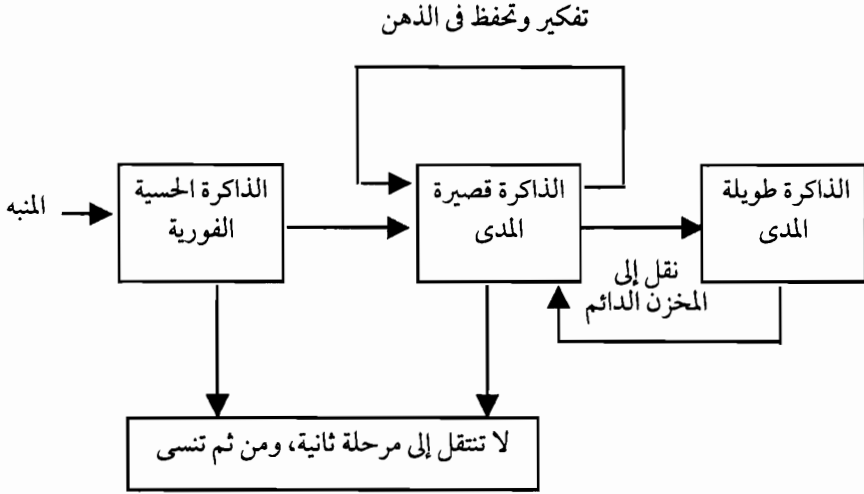 تفكير وتحفظ فى الذهن
المنبه
الذاكرة الحسية
الفورية
الذاكرة قصيرة
المدى
الذاكرة طويلة
المدى
نقل إلى
المخزن الدائم
لا تنتقل إلى مرحلة ثانية، ومن ثم تنسى